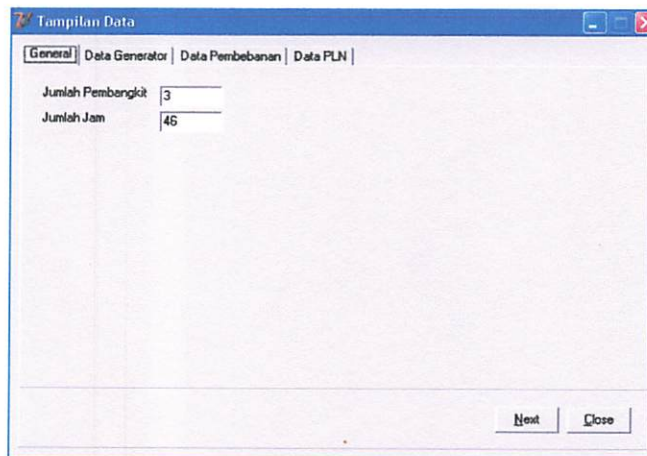 Tampilan Data
General Data Generator Data Pembebanan Data PLN
Jumlah Pembangkit 3
Jumlah Jam 46
Next Close